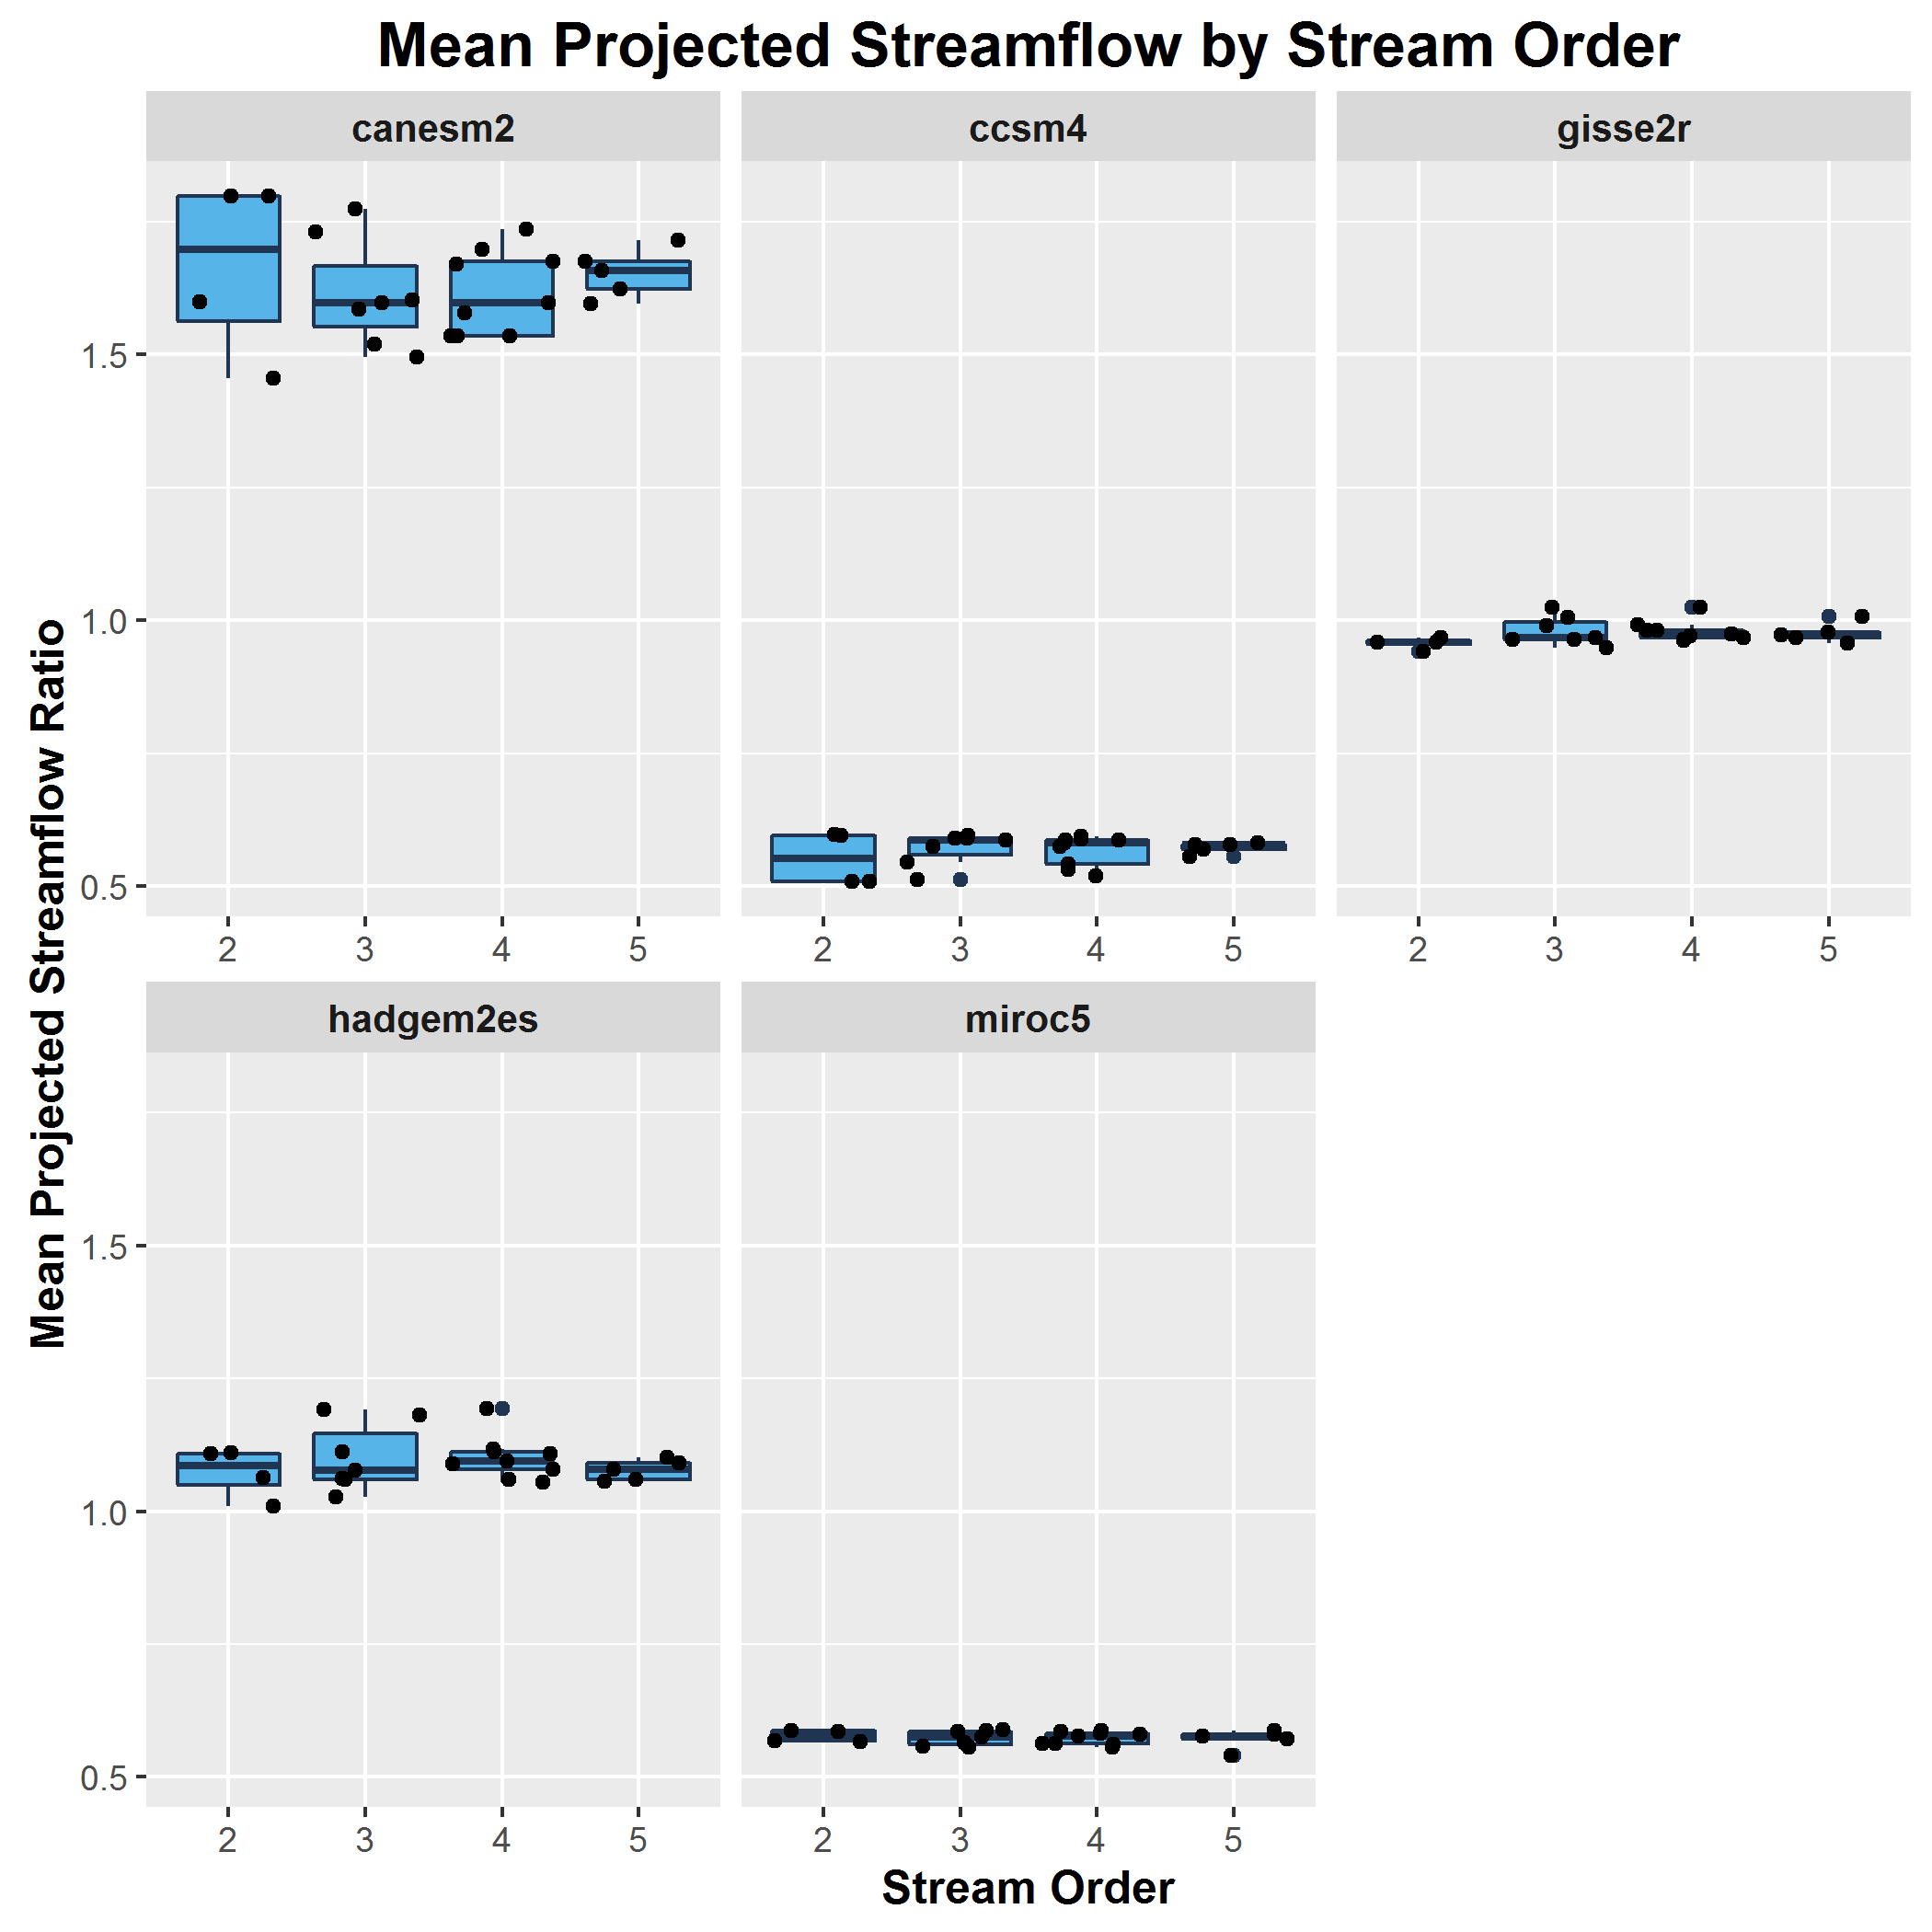 Mean Projected Streamflow by Stream Order
canesm2 ccsm4 gisse2r
1.5
1.0
0.5
2 3 4 5 2 3 4 5 2 3 4 5
Mean Projected Streamflow Ratio
hadgem2es miroc5
1.5
1.0
0.5
2 3 4 5 2 3 4 5
Stream Order